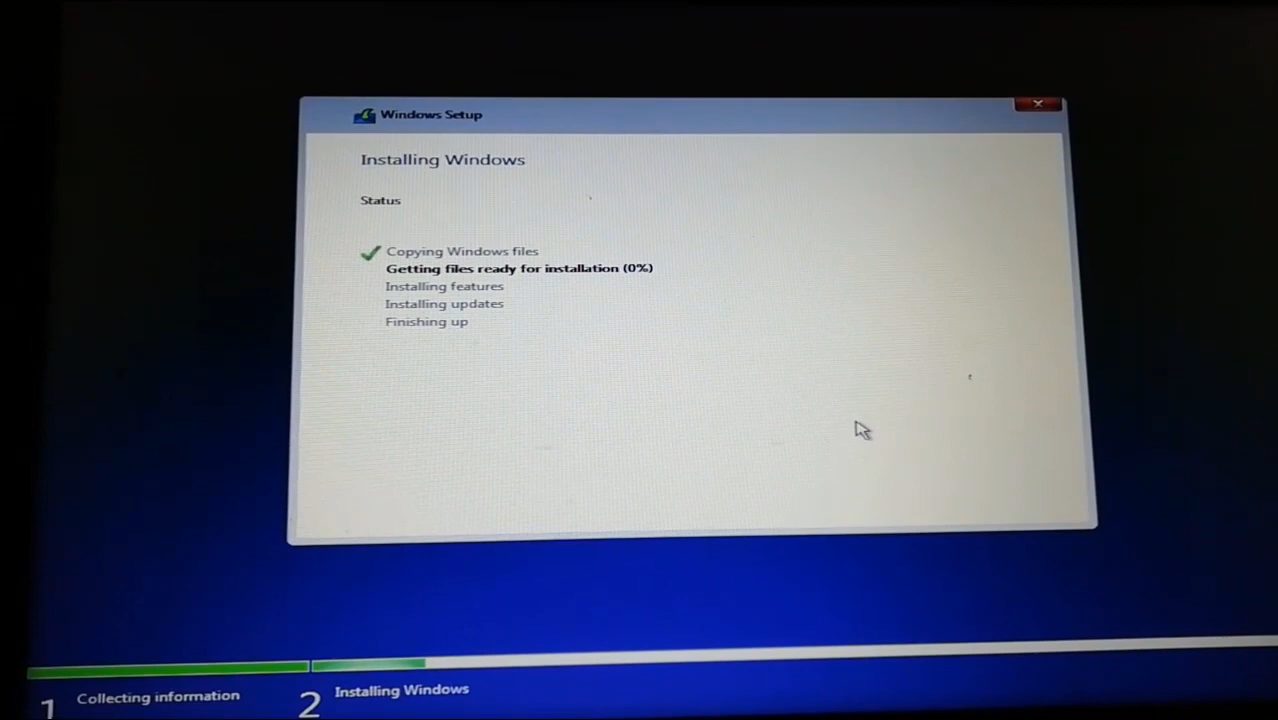 Windows Setup
Installing Windows
Status
Copying Windows files
Getting files ready for installation (0%)
Installing features
Installing updates
Finishing up
1 Collecting information
2 Installing Windows